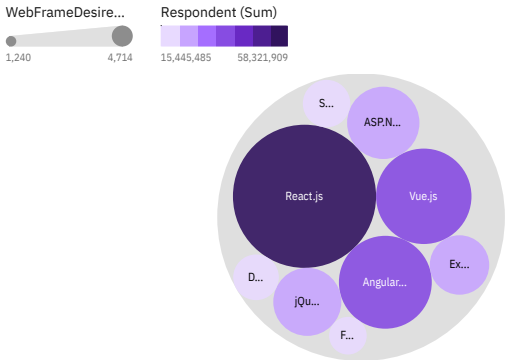 WebFrameDesire...
1,240
4,714
Respondent (Sum)
15,445,485
58,321,909
S...
ASP.N...
React.js
Vue.js
Ex...
D...
Angular...
jQu...
F...